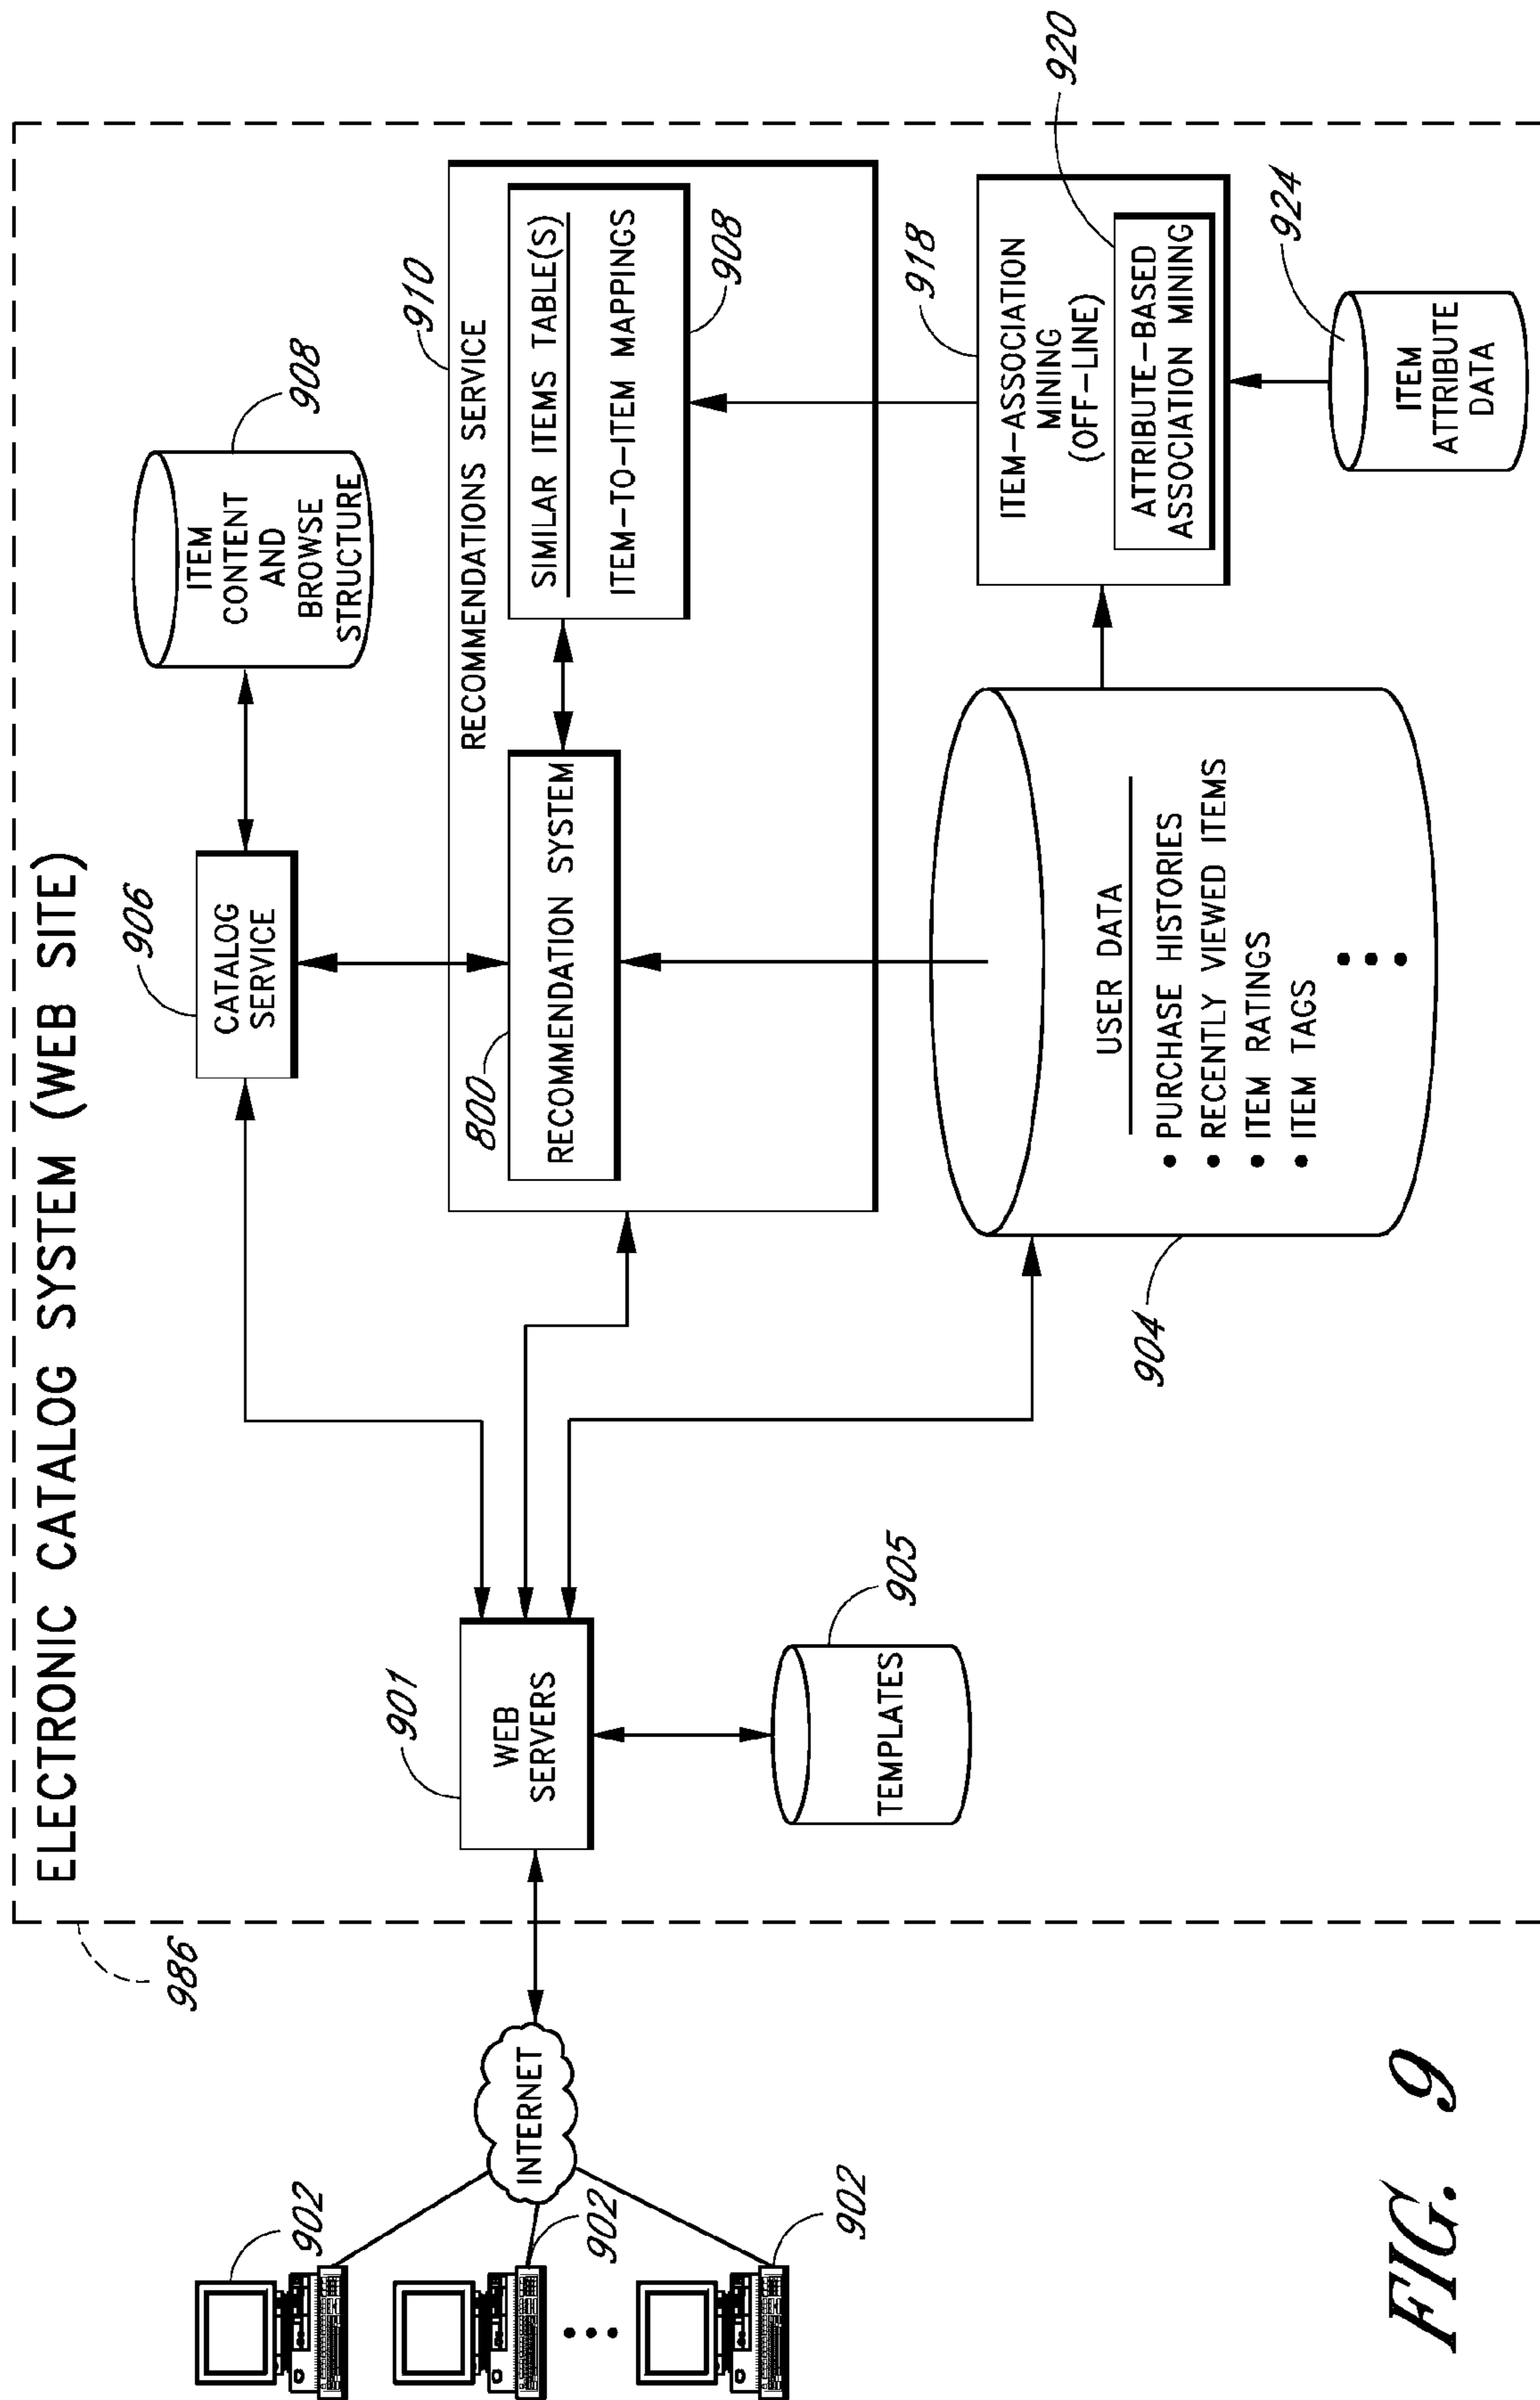 ELECTRONIC CATALOG SYSTEM (WEB SITE)
986
902
902
902
INTERNET
901
WEB
SERVERS
905
TEMPLATES
906
CATALOG
SERVICE
908
ITEM
CONTENT
AND
BROWSE
STRUCTURE
910
RECOMMENDATIONS SERVICE
800
RECOMMENDATION SYSTEM
SIMILAR ITEMS TABLE(S)
ITEM-TO-ITEM MAPPINGS
908
904
USER DATA
• PURCHASE HISTORIES
• RECENTLY VIEWED ITEMS
• ITEM RATINGS
• ITEM TAGS
918
ITEM-ASSOCIATION
MINING
(OFF-LINE)
920
ATTRIBUTE-BASED
ASSOCIATION MINING
924
ITEM
ATTRIBUTE
DATA
FIG. 9